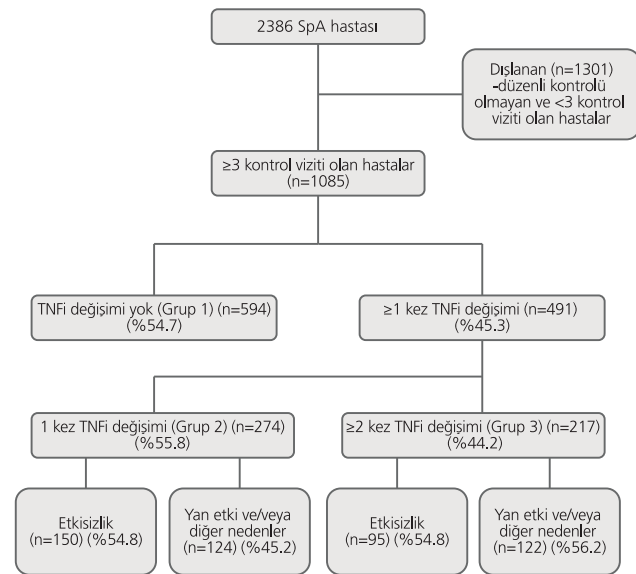 2386 SpA hastası
Dışlanan (n=1301)
-düzenli kontrolü
olmayan ve <3 kontrol
viziti olan hastalar
≥3 kontrol viziti olan hastalar
(n=1085)
TNFi değişimi yok (Grup 1) (n=594)
(%54.7)
≥1 kez TNFi değişimi (n=491)
(%45.3)
1 kez TNFi değişimi (Grup 2) (n=274)
(%55.8)
≥2 kez TNFi değişimi (Grup 3) (n=217)
(%44.2)
Etkisizlik
(n=150) (%54.8)
Yan etki ve/veya
diğer nedenler
(n=124) (%45.2)
Etkisizlik
(n=95) (%54.8)
Yan etki ve/veya
diğer nedenler
(n=122) (%56.2)